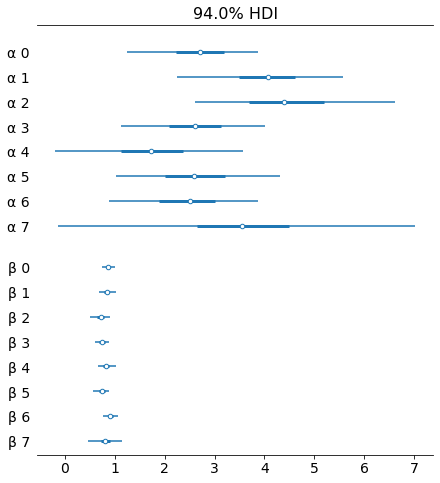 94.0% HDI
α 0
α 1
α 2
α 3
α 4
α 5
α 6
α 7
β 0
β 1
β 2
β 3
β 4
β 5
β 6
β 7
0 1 2 3 4 5 6 7